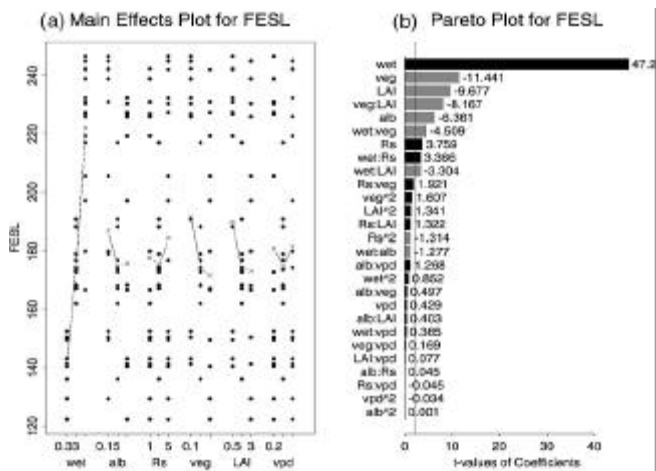 (a) Main Effects Plot for FESL
FESL
240
220
200
180
160
140
120
0.33 0.15 1 5 0.1 0.5 3 0.2
wet alb Rs veg LAI vpd
(b) Pareto Plot for FESL
wet 47.2
veg -11.441
LAI -9.677
veg:LAI -8.167
alb -6.361
wet:veg -4.509
Rs 3.759
wet:Rs 3.366
wet:LAI -3.304
Rs:veg 1.921
veg^2 1.607
LAI^2 1.341
Rs:LAI 1.322
Rs^2 -1.314
wet:alb -1.277
alb:vpd 1.268
wet^2 0.852
alb:veg 0.497
vpd 0.429
alb:LAI 0.403
wet:vpd 0.365
veg:vpd 0.169
LAI:vpd 0.077
alb:Rs 0.045
Rs:vpd -0.045
vpd^2 -0.034
alb^2 0.001
0 10 20 30 40
t-values of Coefficients